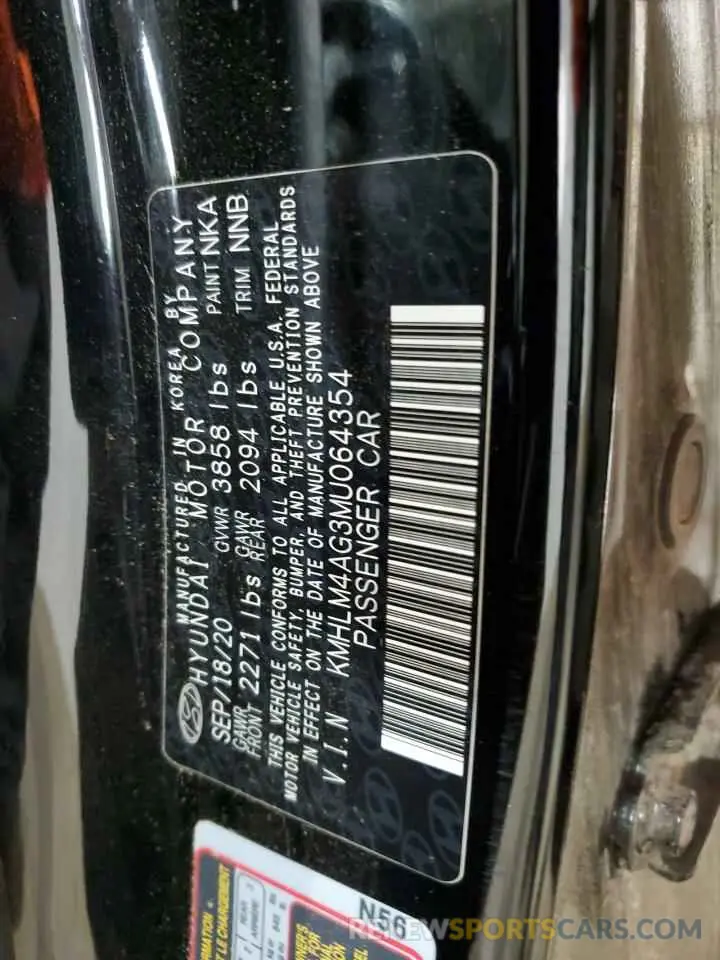 MANUFACTURED IN KOREA BY
HYUNDAI MOTOR COMPANY
SEP/18/20 GVWR 3858 lbs PAINT NKA
GAWR FRONT 2271 lbs GAWR REAR 2094 lbs TRIM NNB
THIS VEHICLE CONFORMS TO ALL APPLICABLE U.S.A. FEDERAL
MOTOR VEHICLE SAFETY, BUMPER, AND THEFT PREVENTION STANDARDS
IN EFFECT ON THE DATE OF MANUFACTURE SHOWN ABOVE
V.I.N KMHLM4AG3MU064354
PASSENGER CAR
N56
LE CHARGEMENT
REVIEWSPORTSCARS.COM